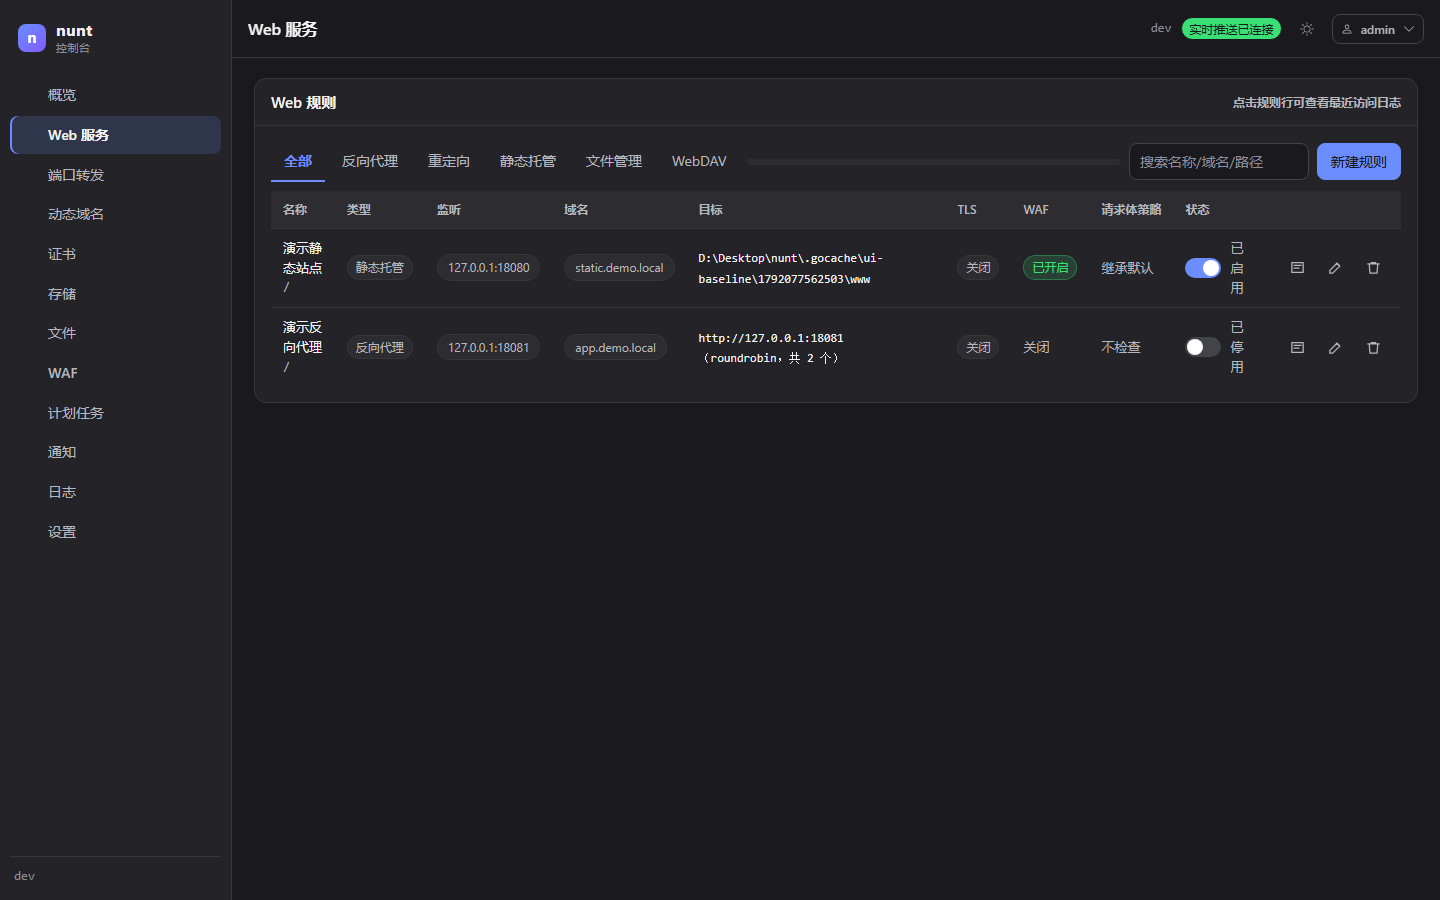 n
nunt
控制台
概览
Web 服务
端口转发
动态域名
证书
存储
文件
WAF
计划任务
通知
日志
设置
dev
Web 服务
dev
实时推送已连接
admin
Web 规则
点击规则行可查看最近访问日志
全部
反向代理
重定向
静态托管
文件管理
WebDAV
搜索名称/域名/路径
新建规则
名称
类型
监听
域名
目标
TLS
WAF
请求体策略
状态
演示静
态站点
/
静态托管
127.0.0.1:18080
static.demo.local
D:\Desktop\nunt\.gocache\ui-
baseline\1792077562503\www
关闭
已开启
继承默认
已
启
用
演示反
向代理
/
反向代理
127.0.0.1:18081
app.demo.local
http://127.0.0.1:18081
（roundrobin，共 2 个）
关闭
关闭
不检查
已
停
用